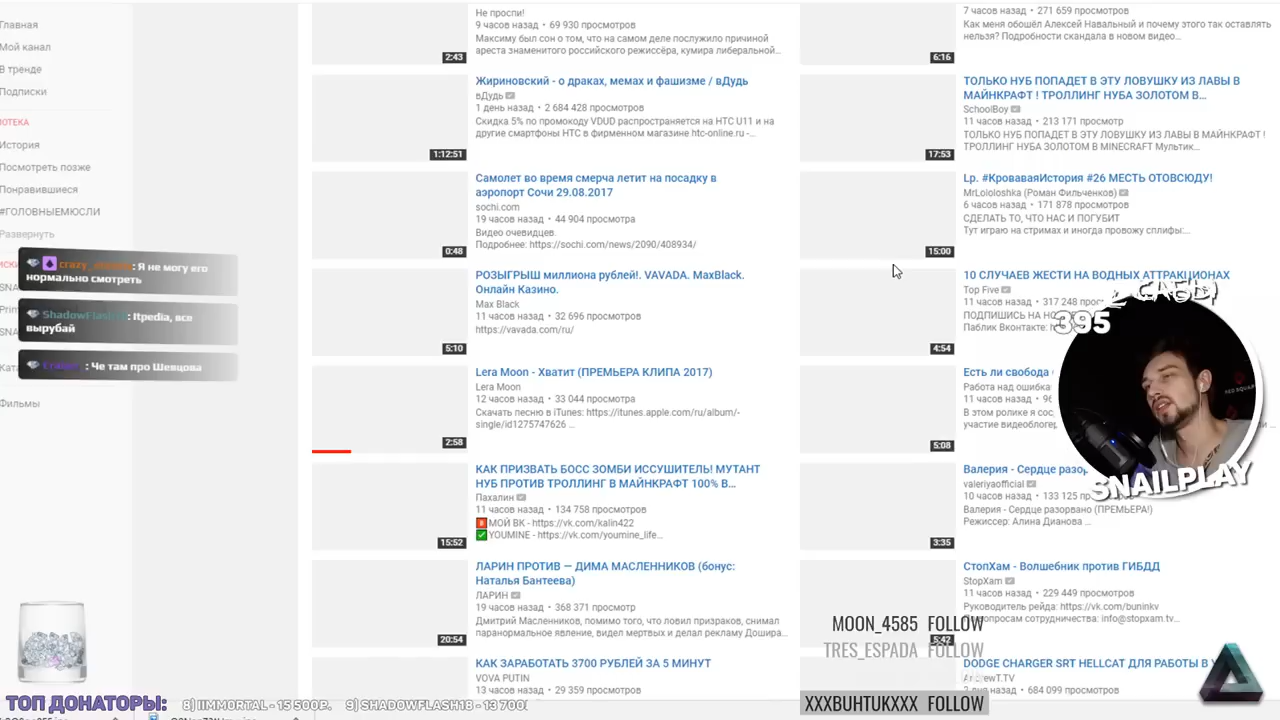 Главная
Мой канал
В тренде
Подписки
История
Посмотреть позже
Понравившиеся
#ГОЛОВНЫЕМЮСЛИ
Развернуть
Фильмы
: Я не могу его
нормально смотреть
ShadowFlash18: Itpedia, все
вырубай
: Че там про Шевцова
Не проспи!
9 часов назад • 69 930 просмотров
Максиму был сон о том, что на самом деле послужило причиной
ареста знаменитого российского режиссёра, кумира либеральной...
2:43
Жириновский - о драках, мемах и фашизме / вДудь
вДудь
1 день назад • 2 684 428 просмотров
Скидка 5% по промокоду VDUD распространяется на HTC U11 и на
другие смартфоны HTC в фирменном магазине htc-online.ru -...
1:12:51
Самолет во время смерча летит на посадку в
аэропорт Сочи 29.08.2017
sochi.com
19 часов назад • 44 904 просмотра
Видео очевидцев.
Подробнее: https://sochi.com/news/2090/408934/
0:48
РОЗЫГРЫШ миллиона рублей!. VAVADA. MaxBlack.
Онлайн Казино.
Max Black
11 часов назад • 32 696 просмотров
https://vavada.com/ru/
5:10
Lera Moon - Хватит (ПРЕМЬЕРА КЛИПА 2017)
Lera Moon
12 часов назад • 33 044 просмотра
Скачать песню в iTunes: https://itunes.apple.com/ru/album/-
single/id1275747626 ...
2:58
КАК ПРИЗВАТЬ БОСС ЗОМБИ ИССУШИТЕЛЬ! МУТАНТ
НУБ ПРОТИВ ТРОЛЛИНГ В МАЙНКРАФТ 100% В...
Пахалин
11 часов назад • 134 758 просмотров
МОЙ ВК - https://vk.com/kalin422
YOUMINE - https://vk.com/youmine_life...
15:52
ЛАРИН ПРОТИВ — ДИМА МАСЛЕННИКОВ (бонус:
Наталья Бантеева)
ЛАРИН
19 часов назад • 368 371 просмотр
Дмитрий Масленников, помимо того, что ловил призраков, снимал
паранормальное явление, видел мертвых и делал рекламу Дошира...
20:54
КАК ЗАРАБОТАТЬ 3700 РУБЛЕЙ ЗА 5 МИНУТ
VOVA PUTIN
13 часов назад • 29 359 просмотров
7 часов назад • 271 659 просмотров
Как меня обошёл Алексей Навальный и почему этого так оставлять
нельзя? Подробности скандала в новом видео...
6:16
ТОЛЬКО НУБ ПОПАДЕТ В ЭТУ ЛОВУШКУ ИЗ ЛАВЫ В
МАЙНКРАФТ ! ТРОЛЛИНГ НУБА ЗОЛОТОМ В...
SchoolBoy
11 часов назад • 213 171 просмотр
ТОЛЬКО НУБ ПОПАДЕТ В ЭТУ ЛОВУШКУ ИЗ ЛАВЫ В МАЙНКРАФТ !
ТРОЛЛИНГ НУБА ЗОЛОТОМ В MINECRAFT Мультик...
17:53
Lp. #КроваваяИстория #26 МЕСТЬ ОТОВСЮДУ!
MrLololoshka (Роман Фильченков)
6 часов назад • 171 878 просмотров
СДЕЛАТЬ ТО, ЧТО НАС И ПОГУБИТ
Тут играю на стримах и иногда провожу сплифы:...
15:00
10 СЛУЧАЕВ ЖЕСТИ НА ВОДНЫХ АТТРАКЦИОНАХ
Top Five
11 часов назад • 317 248
ПОДПИШИСЬ НА
Паблик Вконтакте:
4:54
395
Есть ли свобода
Работа над ошибка
11 часов назад •
В этом ролике я
участие видеоблогер
5:08
Валерия - Сердце
valeriyaofficial
10 часов назад • 133 125
Валерия - Сердце разорвано (ПРЕМЬЕРА!)
Режиссер: Алина Дианова ...
3:35
SNAILPLAY
СтопХам - Волшебник против ГИБДД
StopXam
11 часов назад • 229 449 просмотров
Руководитель рейда: https://vk.com/buninkv
сотрудничества: info@stopxam.tv...
5:42
MOON_4585 FOLLOW
TRES_ESPADA FOLLOW
XXXBUHTUKXXX FOLLOW
DODGE CHARGER SRT HELLCAT ДЛЯ РАБОТЫ В
684 099 просмотров
ТОП ДОНАТОРЫ: 8) IIMMORTAL - 15 500Р. 9) SHADOWFLASH18 - 13 700